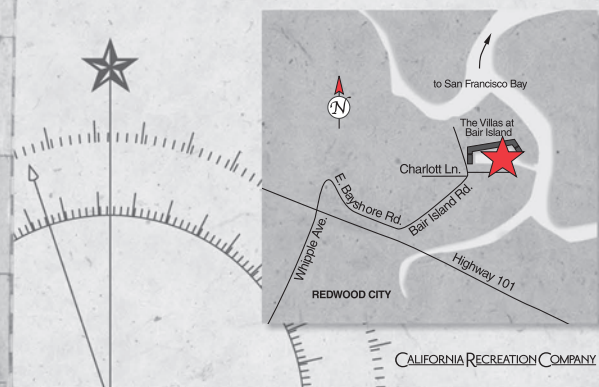 to San Francisco Bay
N
The Villas at
Bair Island
Charlott Ln.
E. Bayshore Rd.
Bair Island Rd.
Whipple Ave.
Highway 101
REDWOOD CITY
CALIFORNIA RECREATION COMPANY